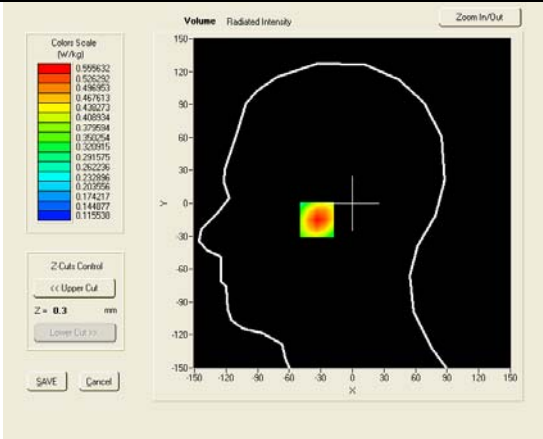 Volume Radiated Intensity
Zoom In/Out
Colors Scale
(W/kg)
0.555632
0.526292
0.496953
0.467613
0.438273
0.408934
0.379594
0.350254
0.320915
0.291575
0.262236
0.232896
0.203556
0.174217
0.144877
0.115538
Z-Cuts Control
<< Upper Cut
Z = 0.3 mm
Lower Cut >>
SAVE Cancel
150
120
90
60
30
0
-30
-60
-90
-120
-150
Y
-150 -120 -90 -60 -30 0 30 60 90 120 150
X